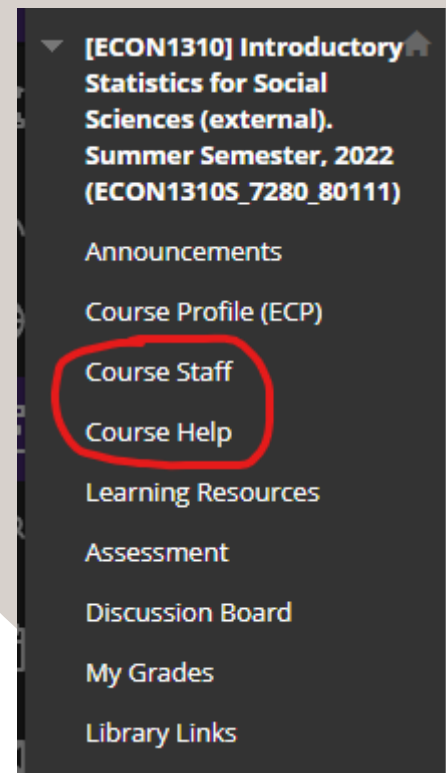 [ECON1310] Introductory
Statistics for Social
Sciences (external).
Summer Semester, 2022
(ECON1310S_7280_80111)
Announcements
Course Profile (ECP)
Course Staff
Course Help
Learning Resources
Assessment
Discussion Board
My Grades
Library Links